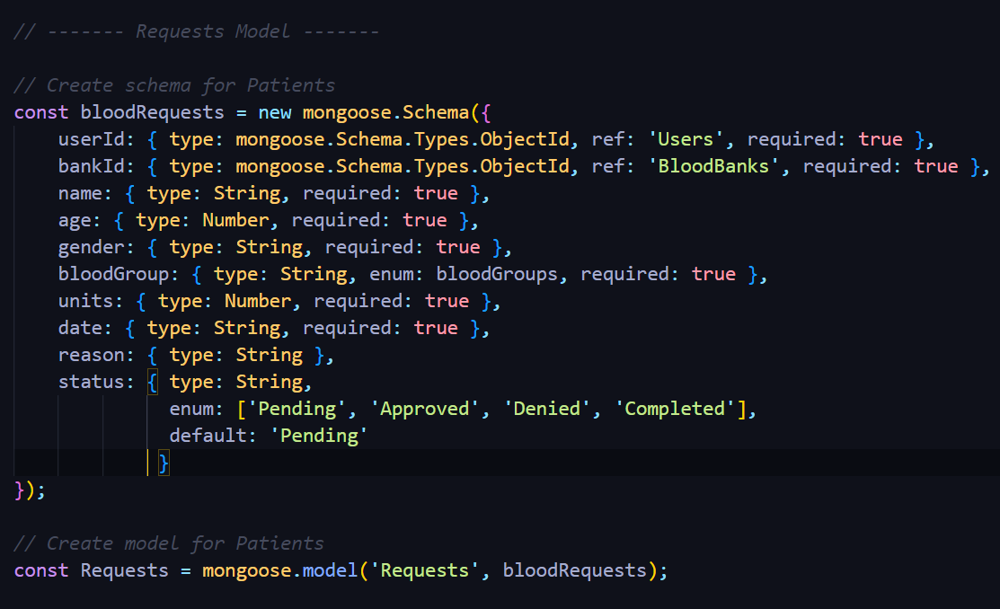 // ------- Requests Model -------
// Create schema for Patients
const bloodRequests = new mongoose.Schema({
    userId: { type: mongoose.Schema.Types.ObjectId, ref: 'Users', required: true },
    bankId: { type: mongoose.Schema.Types.ObjectId, ref: 'BloodBanks', required: true },
    name: { type: String, required: true },
    age: { type: Number, required: true },
    gender: { type: String, required: true },
    bloodGroup: { type: String, enum: bloodGroups, required: true },
    units: { type: Number, required: true },
    date: { type: String, required: true },
    reason: { type: String },
    status: { type: String,
              enum: ['Pending', 'Approved', 'Denied', 'Completed'],
              default: 'Pending'
             }
});
// Create model for Patients
const Requests = mongoose.model('Requests', bloodRequests);